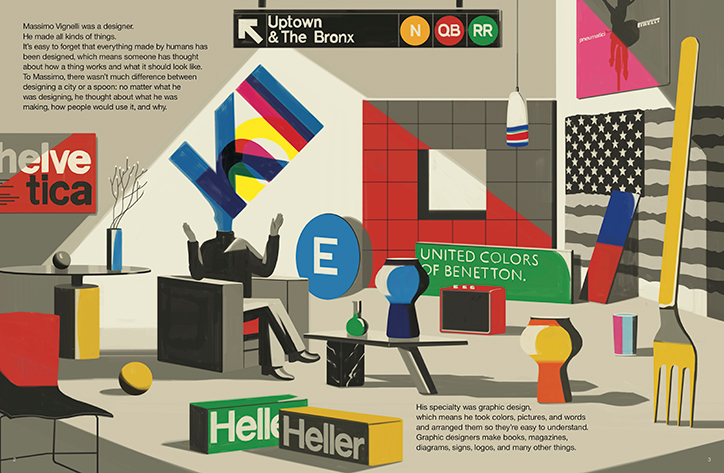 Massimo Vignelli was a designer.
He made all kinds of things.
It's easy to forget that everything made by humans has
been designed, which means someone has thought
about how a thing works and what it should look like.
To Massimo, there wasn't much difference between
designing a city or a spoon: no matter what he
was designing, he thought about what he was
making, how people would use it, and why.
Uptown
& The Bronx
N
QB
RR
pneumatici
PIRELLI
helve
tica
E
UNITED COLORS
OF BENETTON.
Helle
Heller
His specialty was graphic design,
which means he took colors, pictures, and words
and arranged them so they're easy to understand.
Graphic designers make books, magazines,
diagrams, signs, logos, and many other things.
3